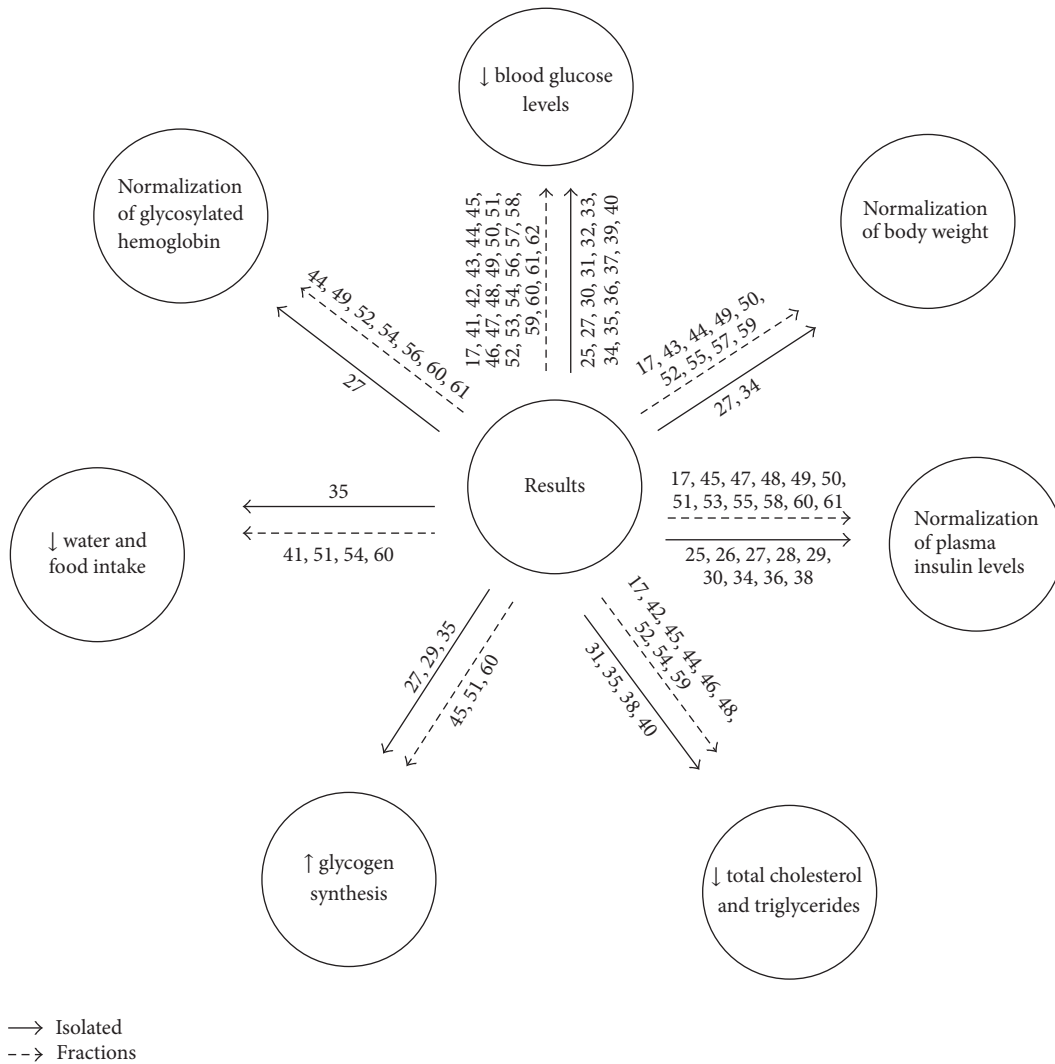 ↓ blood glucose
levels
Normalization
of glycosylated
hemoglobin
Normalization
of body weight
17, 41, 42, 43, 44, 45,
46, 47, 48, 49, 50, 51,
52, 53, 54, 56, 57, 58,
59, 60, 61, 62
25, 27, 30, 31, 32, 33,
34, 35, 36, 37, 39, 40
44, 49, 52, 54, 56, 60, 61
27
17, 43, 44, 49, 50,
52, 55, 57, 59
27, 34
Results
35
41, 51, 54, 60
↓ water and
food intake
17, 45, 47, 48, 49, 50,
51, 53, 55, 58, 60, 61
25, 26, 27, 28, 29,
30, 34, 36, 38
Normalization
of plasma
insulin levels
27, 29, 35
45, 51, 60
17, 42, 45, 44, 46, 48,
52, 54, 59
31, 35, 38, 40
↑ glycogen
synthesis
↓ total cholesterol
and triglycerides
Isolated
Fractions